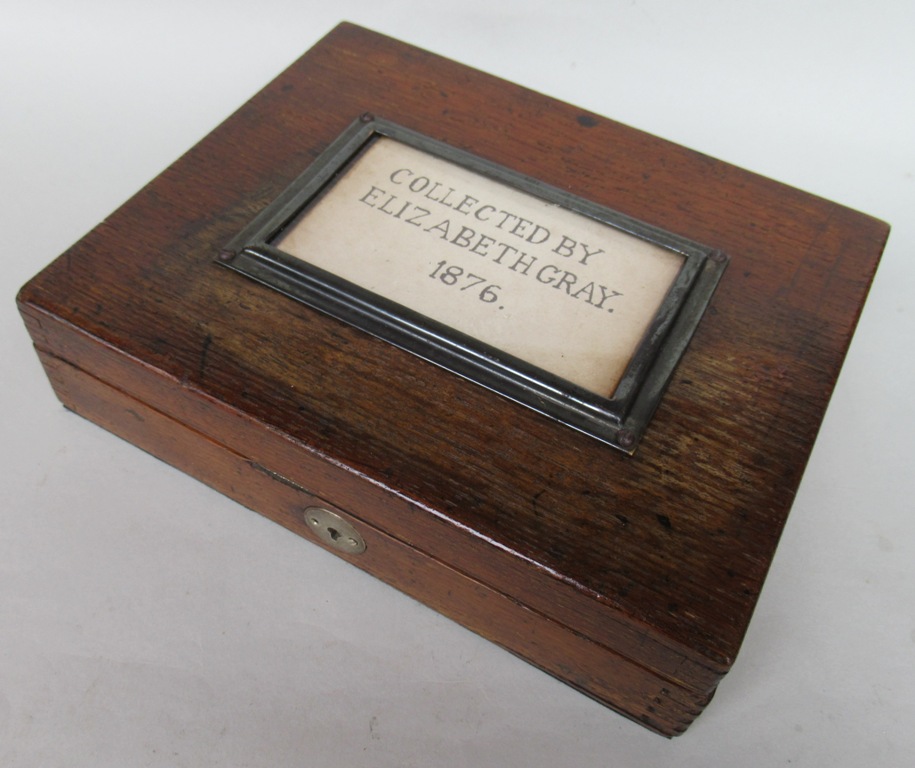 COLLECTED BY
ELIZABETH GRAY.
1876.